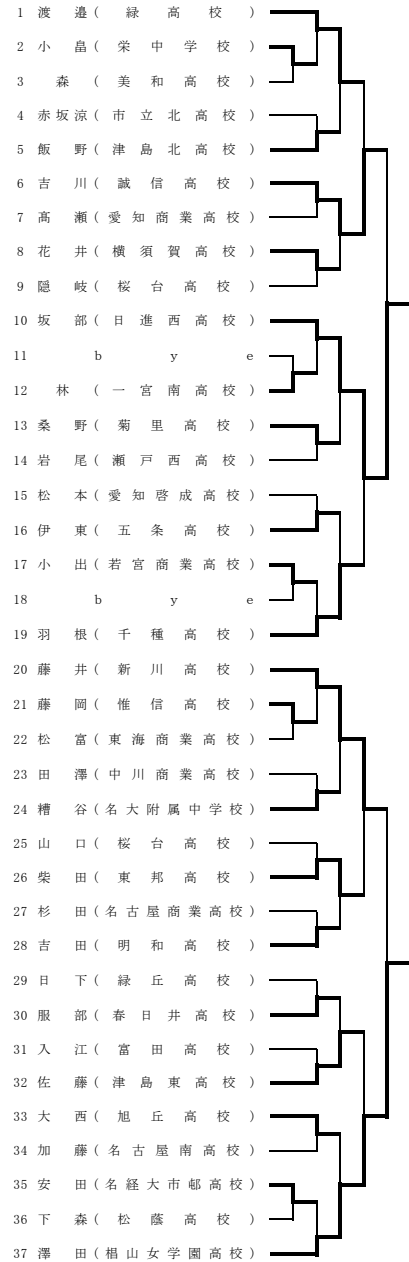 1 渡邉(緑高校)
2 小畠(栄中学校)
3 森(美和高校)
4 赤坂涼(市立北高校)
5 飯野(津島北高校)
6 吉川(誠信高校)
7 髙瀬(愛知商業高校)
8 花井(横須賀高校)
9 隠岐(桜台高校)
10 坂部(日進西高校)
11 bye
12 林(一宮南高校)
13 桑野(菊里高校)
14 岩尾(瀬戸西高校)
15 松本(愛知啓成高校)
16 伊東(五条高校)
17 小出(若宮商業高校)
18 bye
19 羽根(千種高校)
20 藤井(新川高校)
21 藤岡(惟信高校)
22 松富(東海商業高校)
23 田澤(中川商業高校)
24 糟谷(名大附属中学校)
25 山口(桜台高校)
26 柴田(東邦高校)
27 杉田(名古屋商業高校)
28 吉田(明和高校)
29 日下(緑丘高校)
30 服部(春日井高校)
31 入江(富田高校)
32 佐藤(津島東高校)
33 大西(旭丘高校)
34 加藤(名古屋南高校)
35 安田(名経大市邨高校)
36 下森(松蔭高校)
37 澤田(椙山女学園高校)